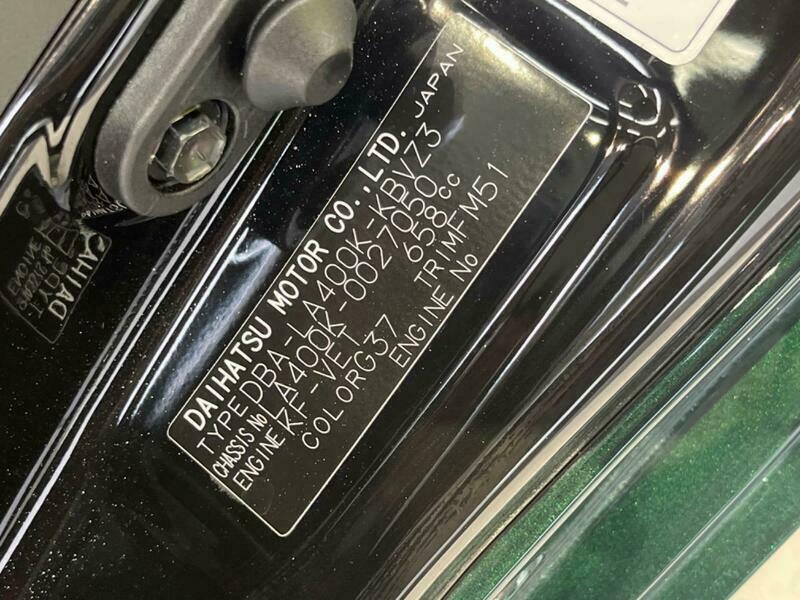 DAIHATSU MOTOR CO.,LTD. JAPAN
TYPE DBA-LA400K-KBVZ3
CHASSIS No LA400K-0027050
ENGINE KF-VET 658cc
COLOR G37 TRIM FM51
ENGINE No